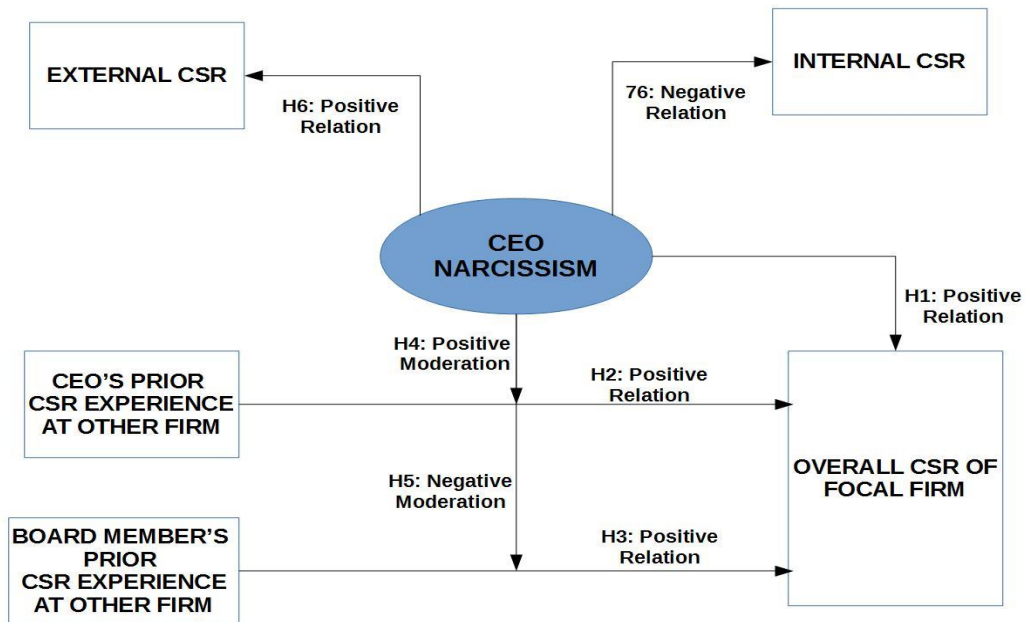 EXTERNAL CSR
H6: Positive
Relation
76: Negative
Relation
INTERNAL CSR
CEO
NARCISSISM
H1: Positive
Relation
H4: Positive
Moderation
CEO’S PRIOR
CSR EXPERIENCE
AT OTHER FIRM
H2: Positive
Relation
OVERALL CSR OF
FOCAL FIRM
H5: Negative
Moderation
BOARD MEMBER’S
PRIOR
CSR EXPERIENCE
AT OTHER FIRM
H3: Positive
Relation